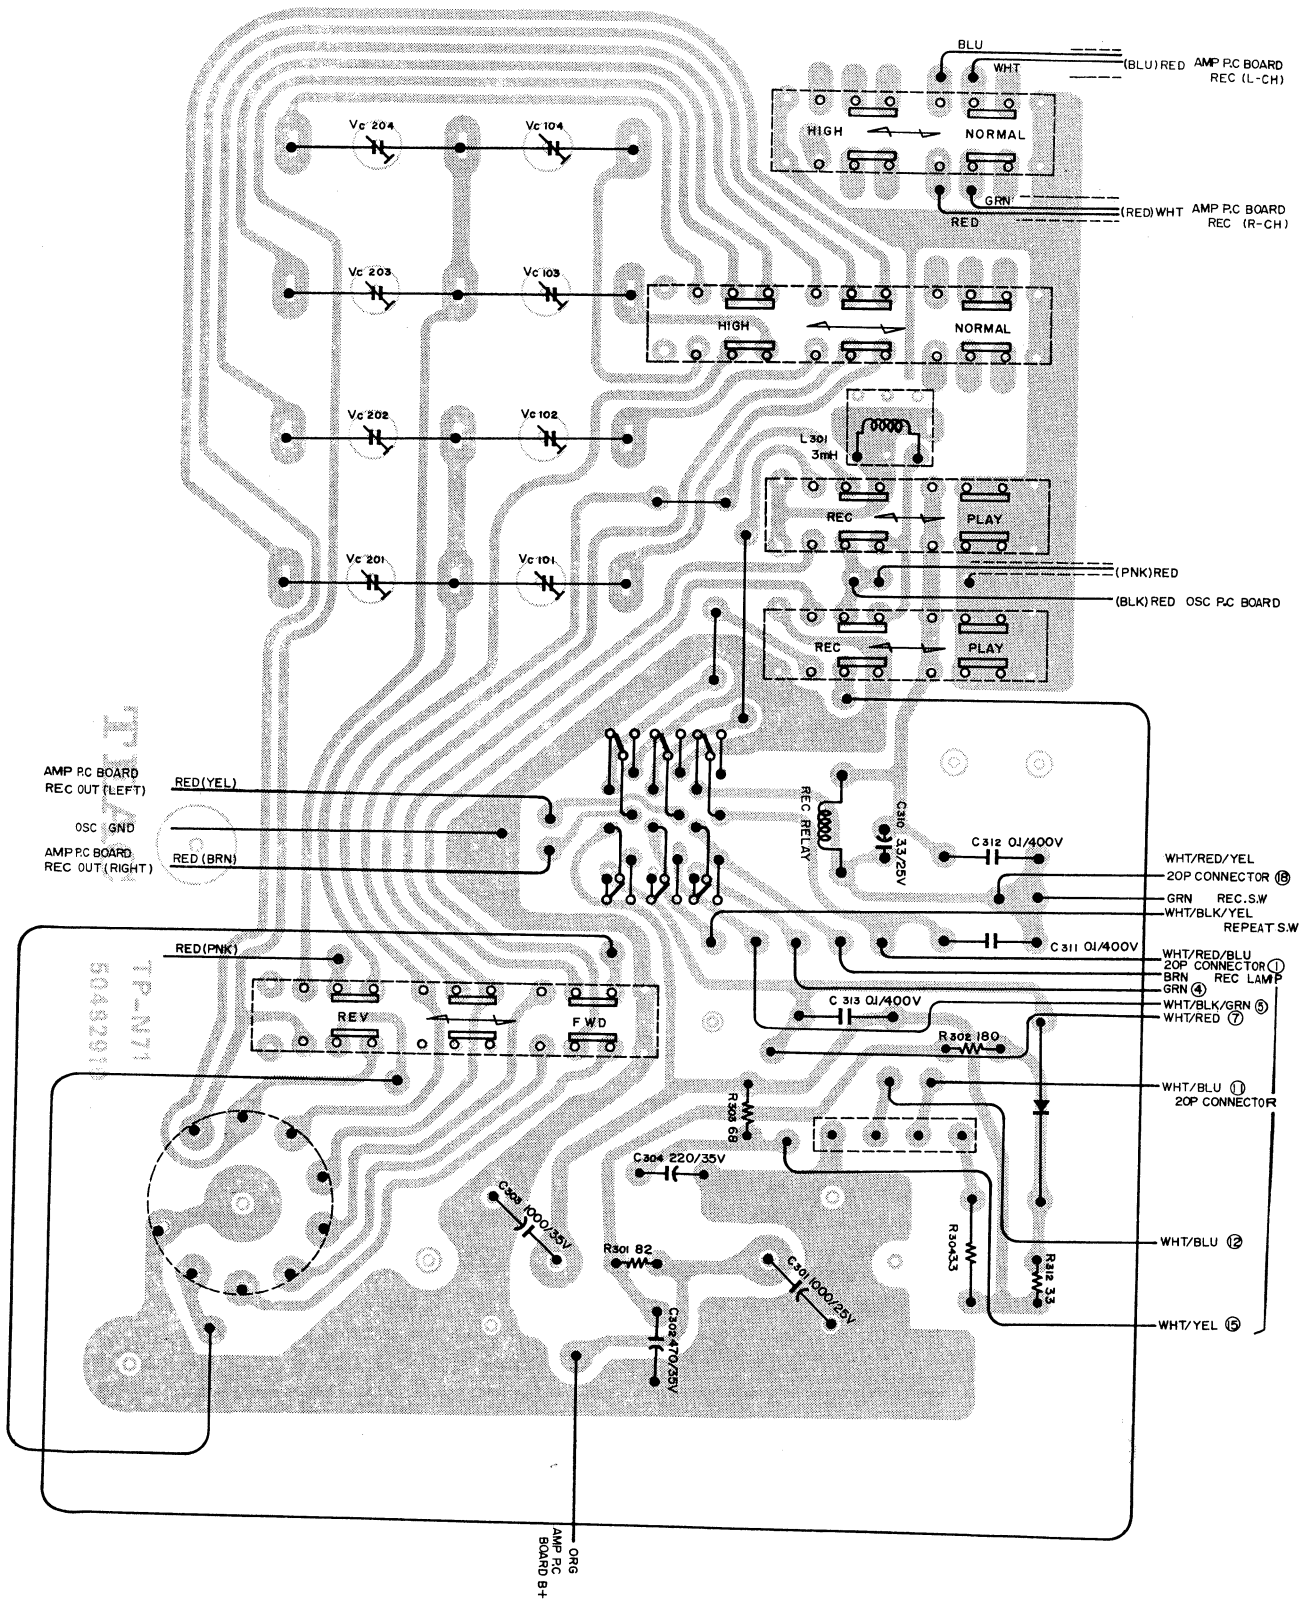 BLU
(BLU)RED AMP P.C BOARD
WHT
REC (L-CH)
Vc 204
Vc 104
HIGH
NORMAL
GRN
(RED)WHT AMP P.C BOARD
RED
REC (R-CH)
Vc 203
Vc 103
HIGH
NORMAL
Vc 202
Vc 102
L301
3mH
REC
PLAY
Vc 201
Vc 101
(PNK)RED
(BLK)RED OSC P.C BOARD
REC
PLAY
TEAC
AMP P.C BOARD
REC OUT (LEFT)
RED(YEL)
OSC GND
AMP P.C BOARD
REC OUT (RIGHT)
RED(BRN)
REC RELAY
C310 3.3/25V
C312 0.1/400V
WHT/RED/YEL
20P CONNECTOR ⑱
GRN REC.S.W
WHT/BLK/YEL
REPEAT S.W
C311 0.1/400V
WHT/RED/BLU
20P CONNECTOR ①
BRN REC LAMP
GRN ④
WHT/BLK/GRN ⑤
WHT/RED ⑦
RED(PNK)
TP-N71
REV
FWD
C 313 0.1/400V
R302 180
R303 68
WHT/BLU ⑪
20P CONNECTOR
C304 220/35V
C303 1000/35V
R301 82
C301 1000/25V
C302 470/35V
R304 3.3
R312 3.3
WHT/BLU ⑫
WHT/YEL ⑮
ORG
AMP P.C
BOARD B+